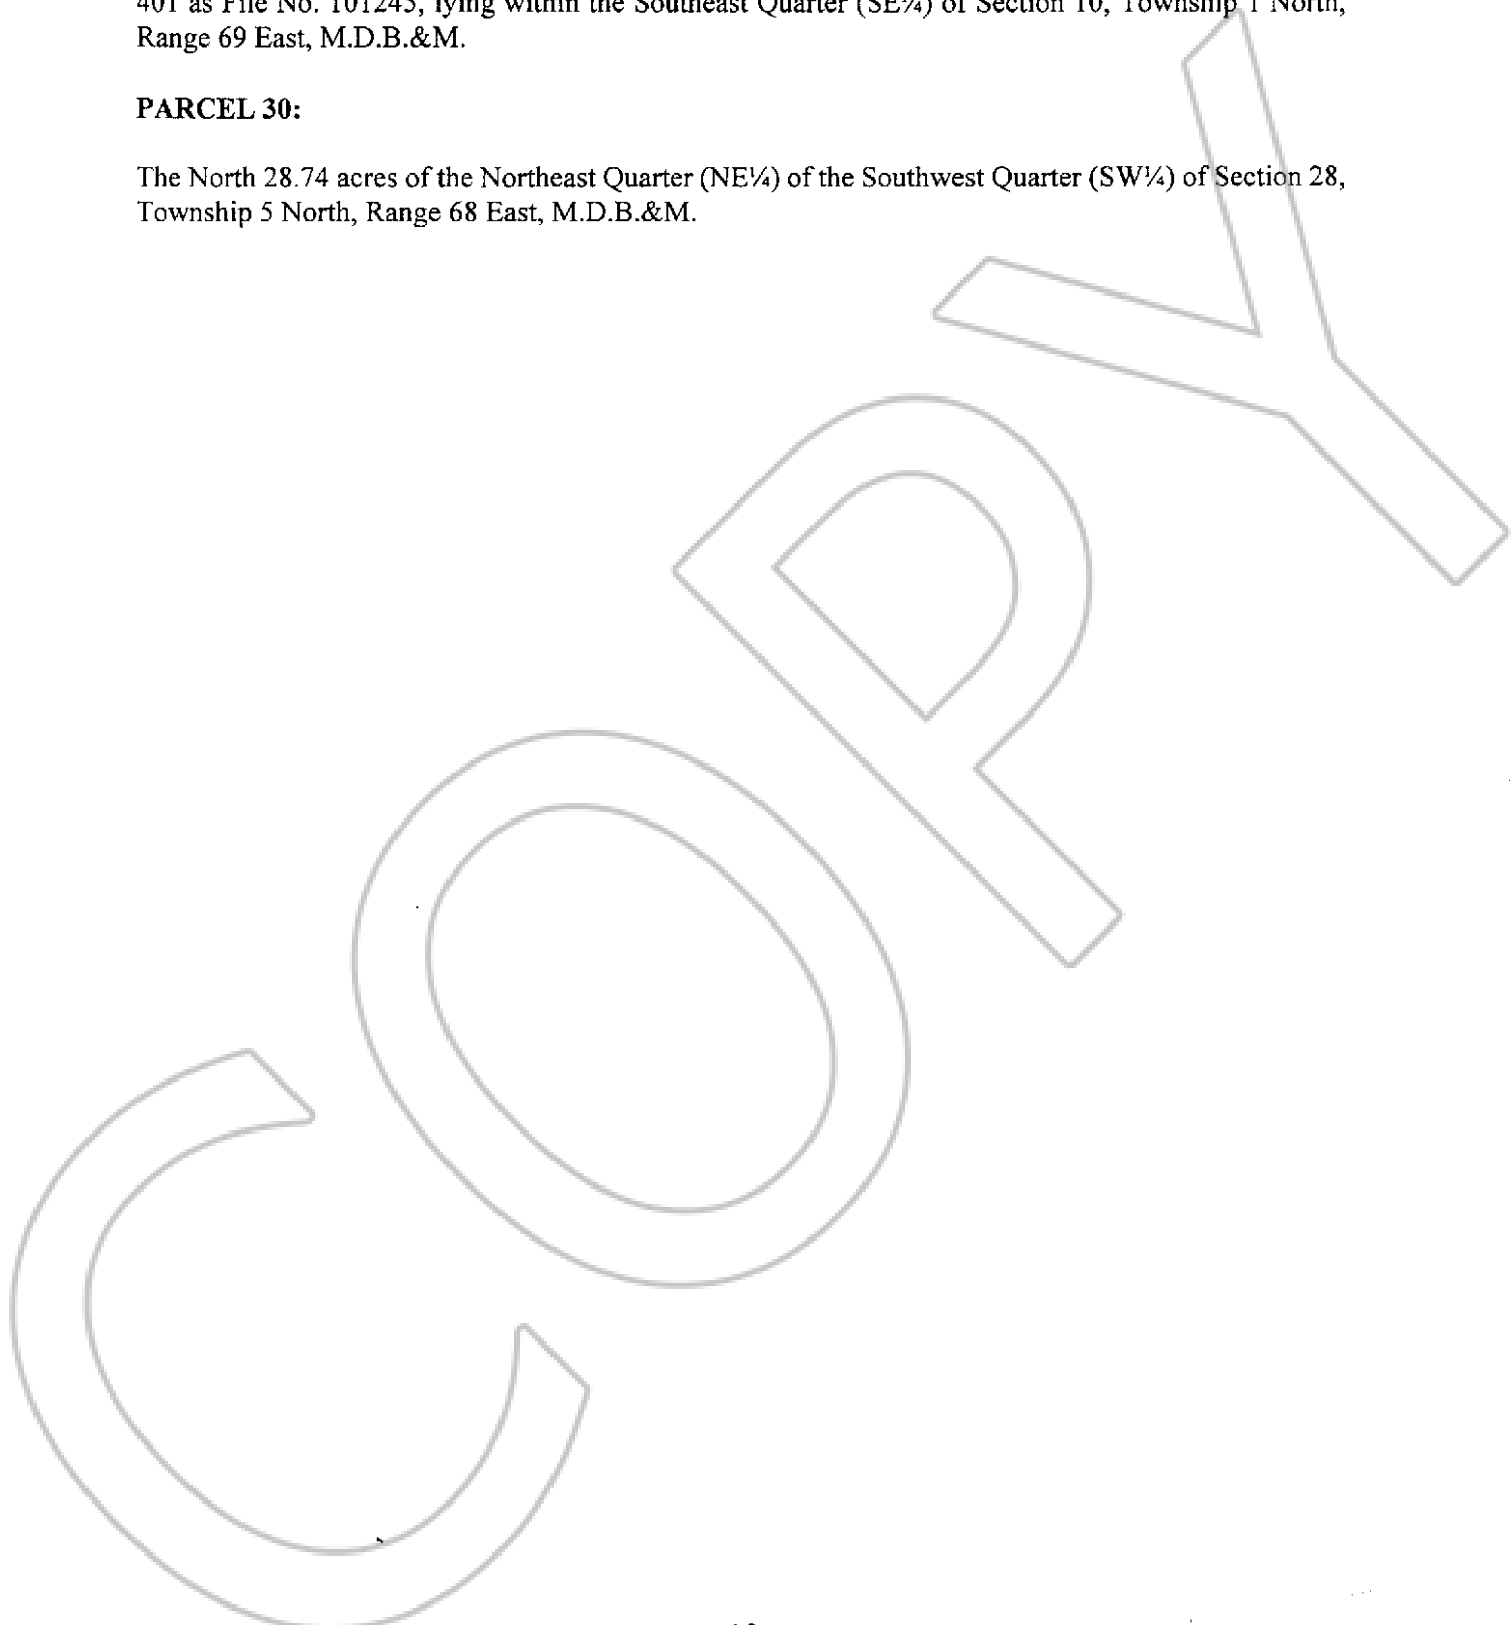 401 as File No. 101245, lying within the Southeast Quarter (SE¼) of Section 10, Township 1 North,
Range 69 East, M.D.B.&M.
PARCEL 30:
The North 28.74 acres of the Northeast Quarter (NE¼) of the Southwest Quarter (SW¼) of Section 28,
Township 5 North, Range 68 East, M.D.B.&M.
COPY